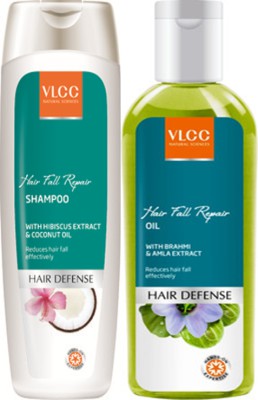 VLCC
NATURAL SCIENCES
Hair Fall Repair
SHAMPOO
WITH HIBISCUS EXTRACT
& COCONUT OIL
Reduces hair fall
effectively
HAIR DEFENSE
VLCC
NATURAL SCIENCES
Hair Fall Repair
OIL
WITH BRAHMI
& AMLA EXTRACT
Reduces hair fall
effectively
HAIR DEFENSE